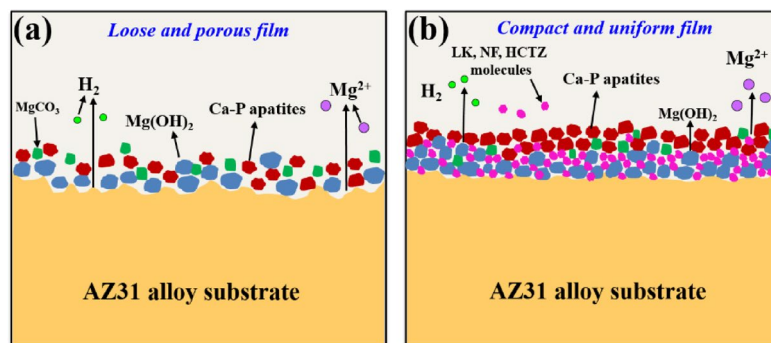 (a)
Loose and porous film
H₂
MgCO₃
Mg(OH)₂
Ca-P apatites
Mg²⁺
AZ31 alloy substrate
(b)
Compact and uniform film
LK, NF, HCTZ
molecules
H₂
Ca-P apatites
Mg(OH)₂
Mg²⁺
AZ31 alloy substrate